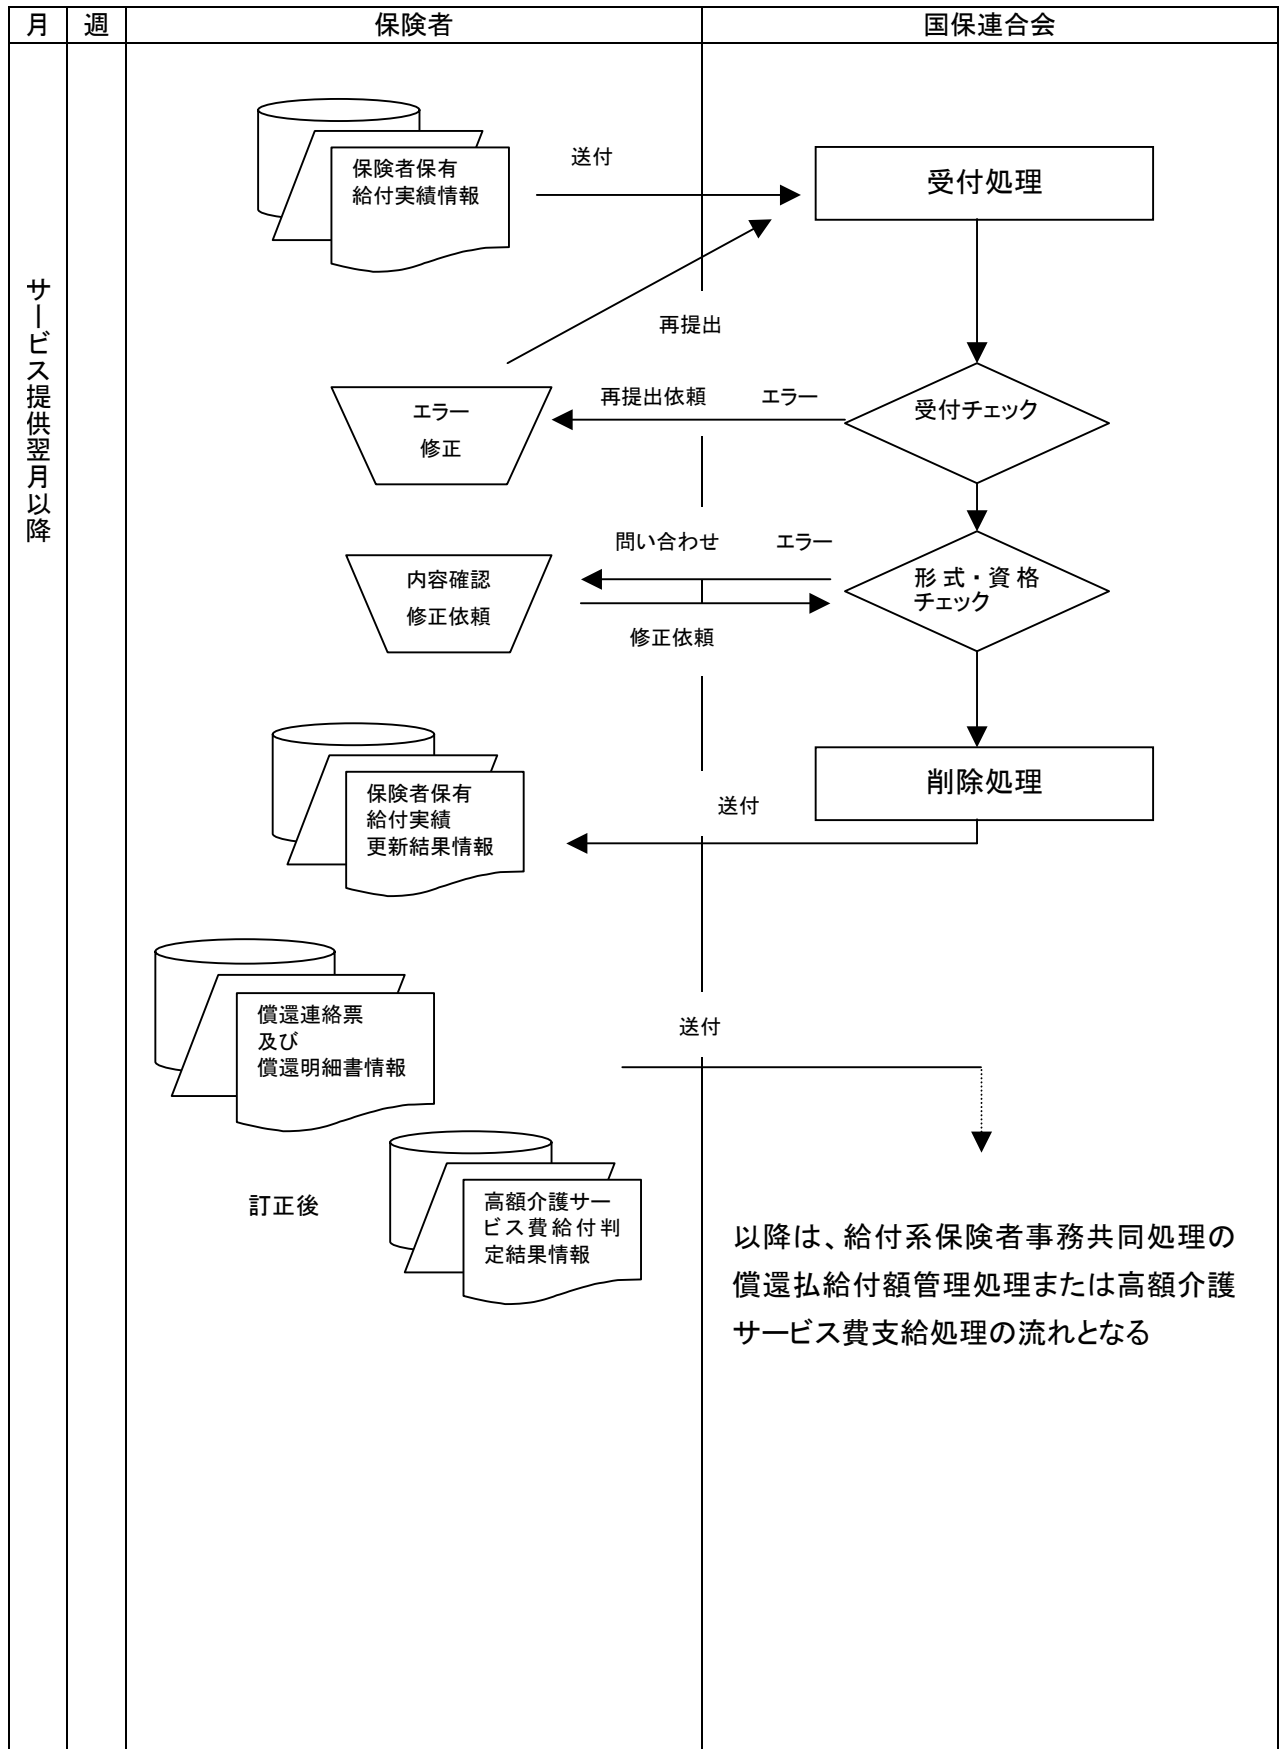 月 週 保険者 国保連合会
サービス提供翌月以降
保険者保有
給付実績情報
送付
受付処理
再提出
エラー
修正
再提出依頼 エラー
受付チェック
問い合わせ エラー
内容確認
修正依頼
形式・資格
チェック
修正依頼
削除処理
保険者保有
給付実績
更新結果情報
送付
償還連絡票
及び
償還明細書情報
送付
訂正後
高額介護サー
ビス費給付判
定結果情報
以降は、給付系保険者事務共同処理の
償還払給付額管理処理または高額介護
サービス費支給処理の流れとなる